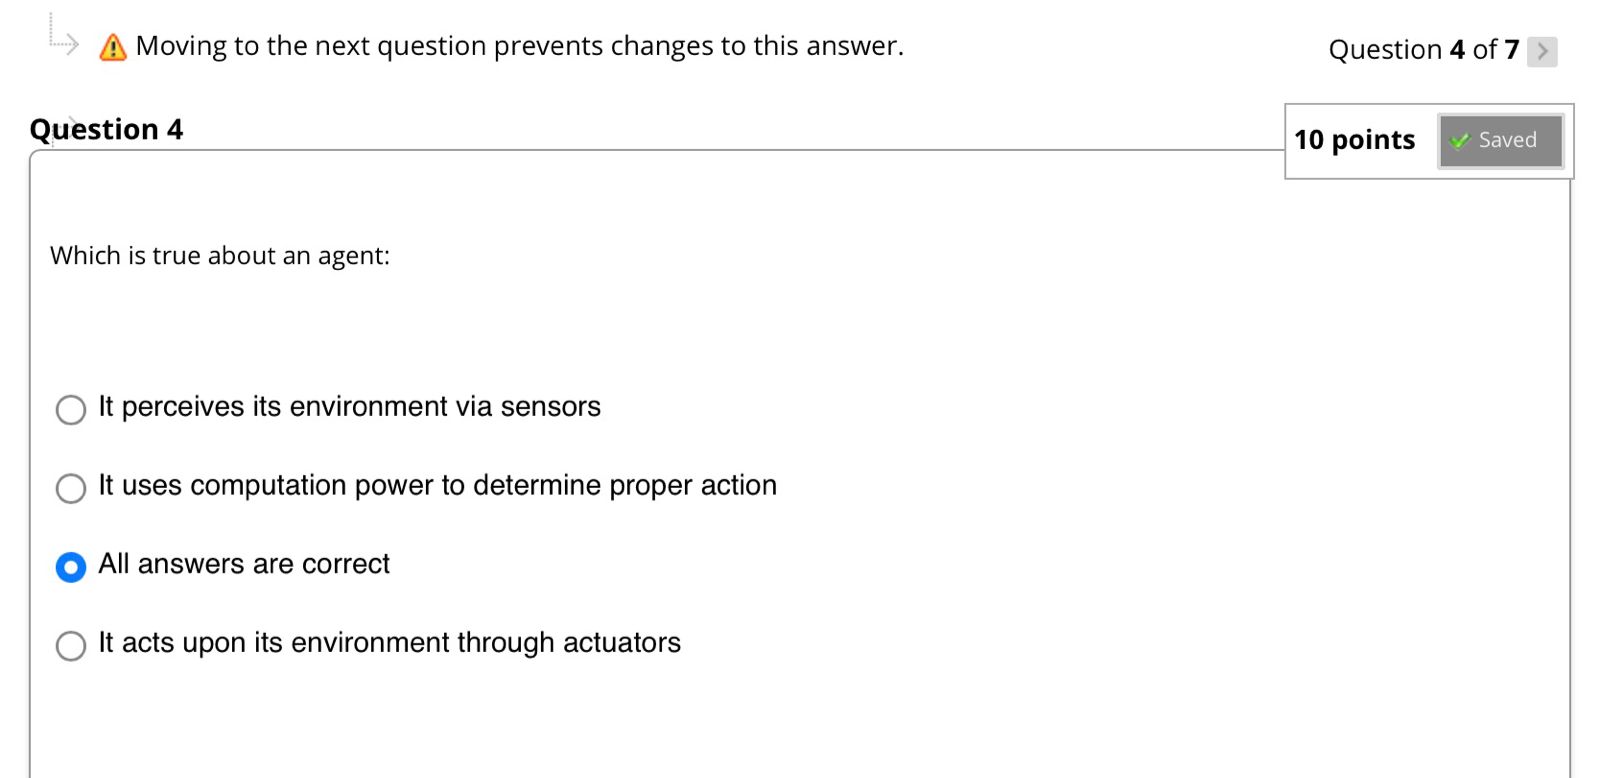 Moving to the next question prevents changes to this answer.
Question 4 of 7
Question 4
10 points
Saved
Which is true about an agent:
It perceives its environment via sensors
It uses computation power to determine proper action
All answers are correct
It acts upon its environment through actuators